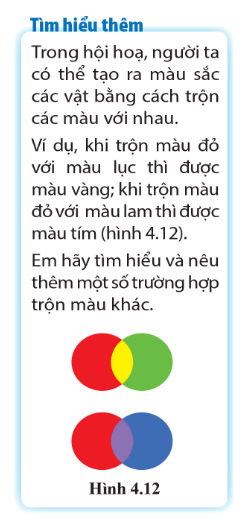 Tìm hiểu thêm
Trong hội hoạ, người ta
có thể tạo ra màu sắc
các vật bằng cách trộn
các màu với nhau.
Ví dụ, khi trộn màu đỏ
với màu lục thì được
màu vàng; khi trộn màu
đỏ với màu lam thì được
màu tím (hình 4.12).
Em hãy tìm hiểu và nêu
thêm một số trường hợp
trộn màu khác.
Hình 4.12